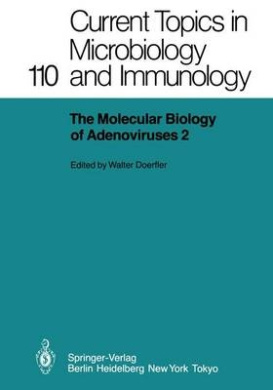 Current Topics in
Microbiology
110 and Immunology
The Molecular Biology
of Adenoviruses 2
Edited by Walter Doerfler
Springer-Verlag
Berlin Heidelberg New York Tokyo